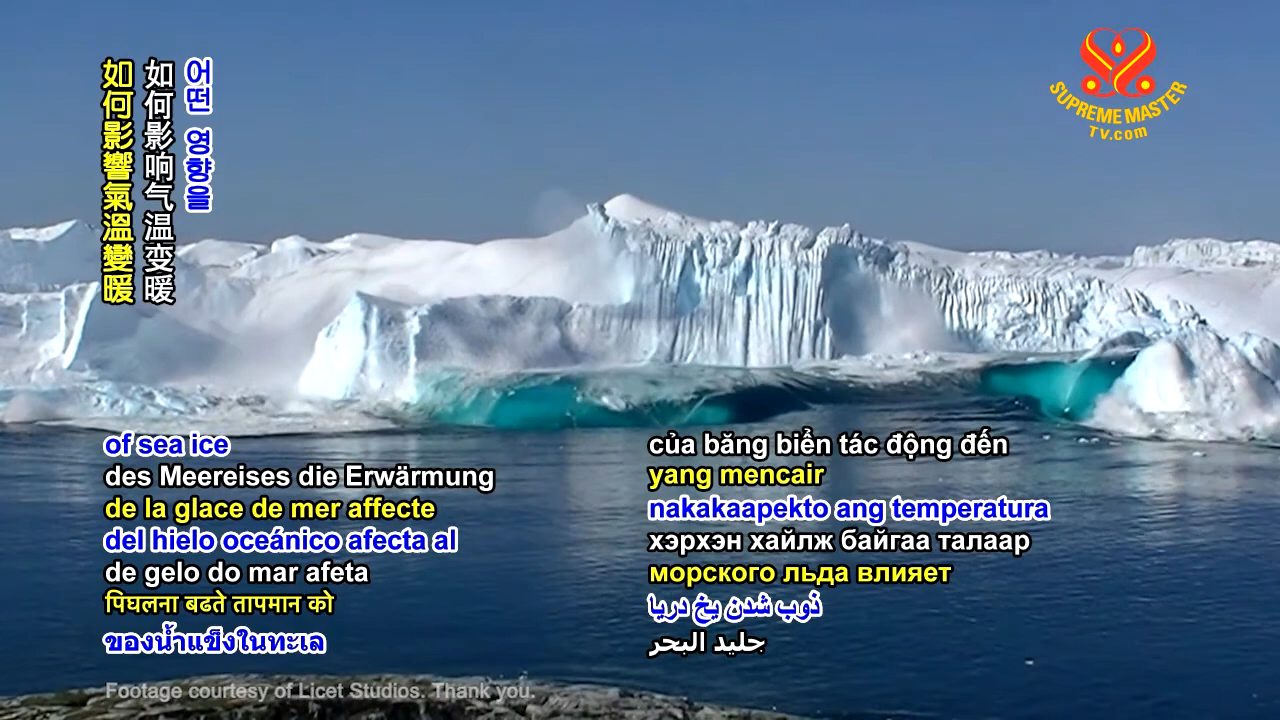 如何影響氣溫變暖
如何影响气温变暖
어떤 영향을
SUPREME MASTER
TV.com
of sea ice
des Meereises die Erwärmung
de la glace de mer affecte
del hielo oceánico afecta al
de gelo do mar afeta
पिघलना बढते तापमान को
ของน้ำแข็งในทะเล
của băng biển tác động đến
yang mencair
nakakaapekto ang temperatura
хэрхэн хайлж байгаа талаар
морского льда влияет
ذوب شدن یخ دریا
جليد البحر
Footage courtesy of Licet Studios. Thank you.